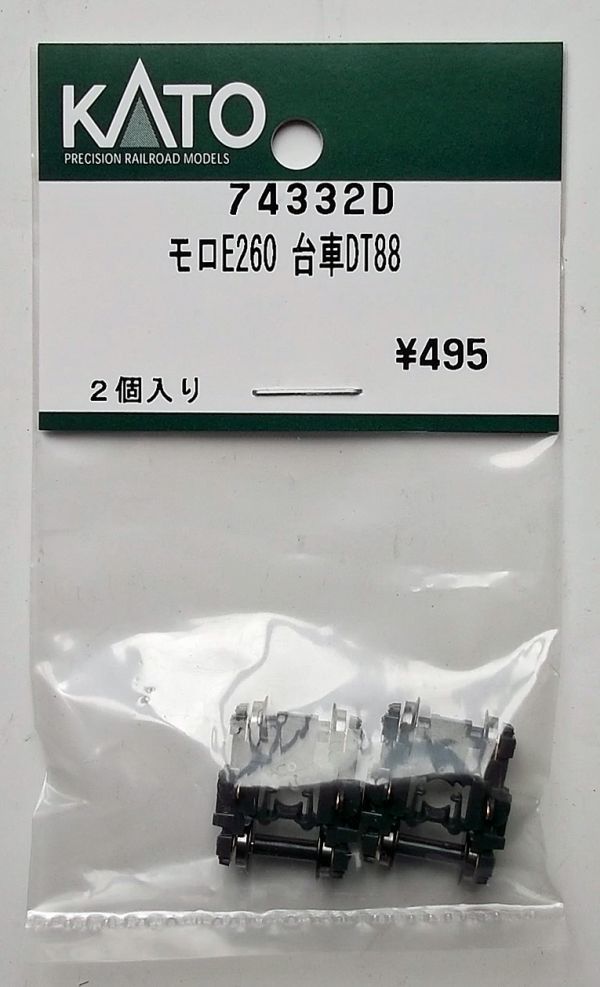 KATO
PRECISION RAILROAD MODELS
74332D
モロE260 台車DT88
¥495
2個入り